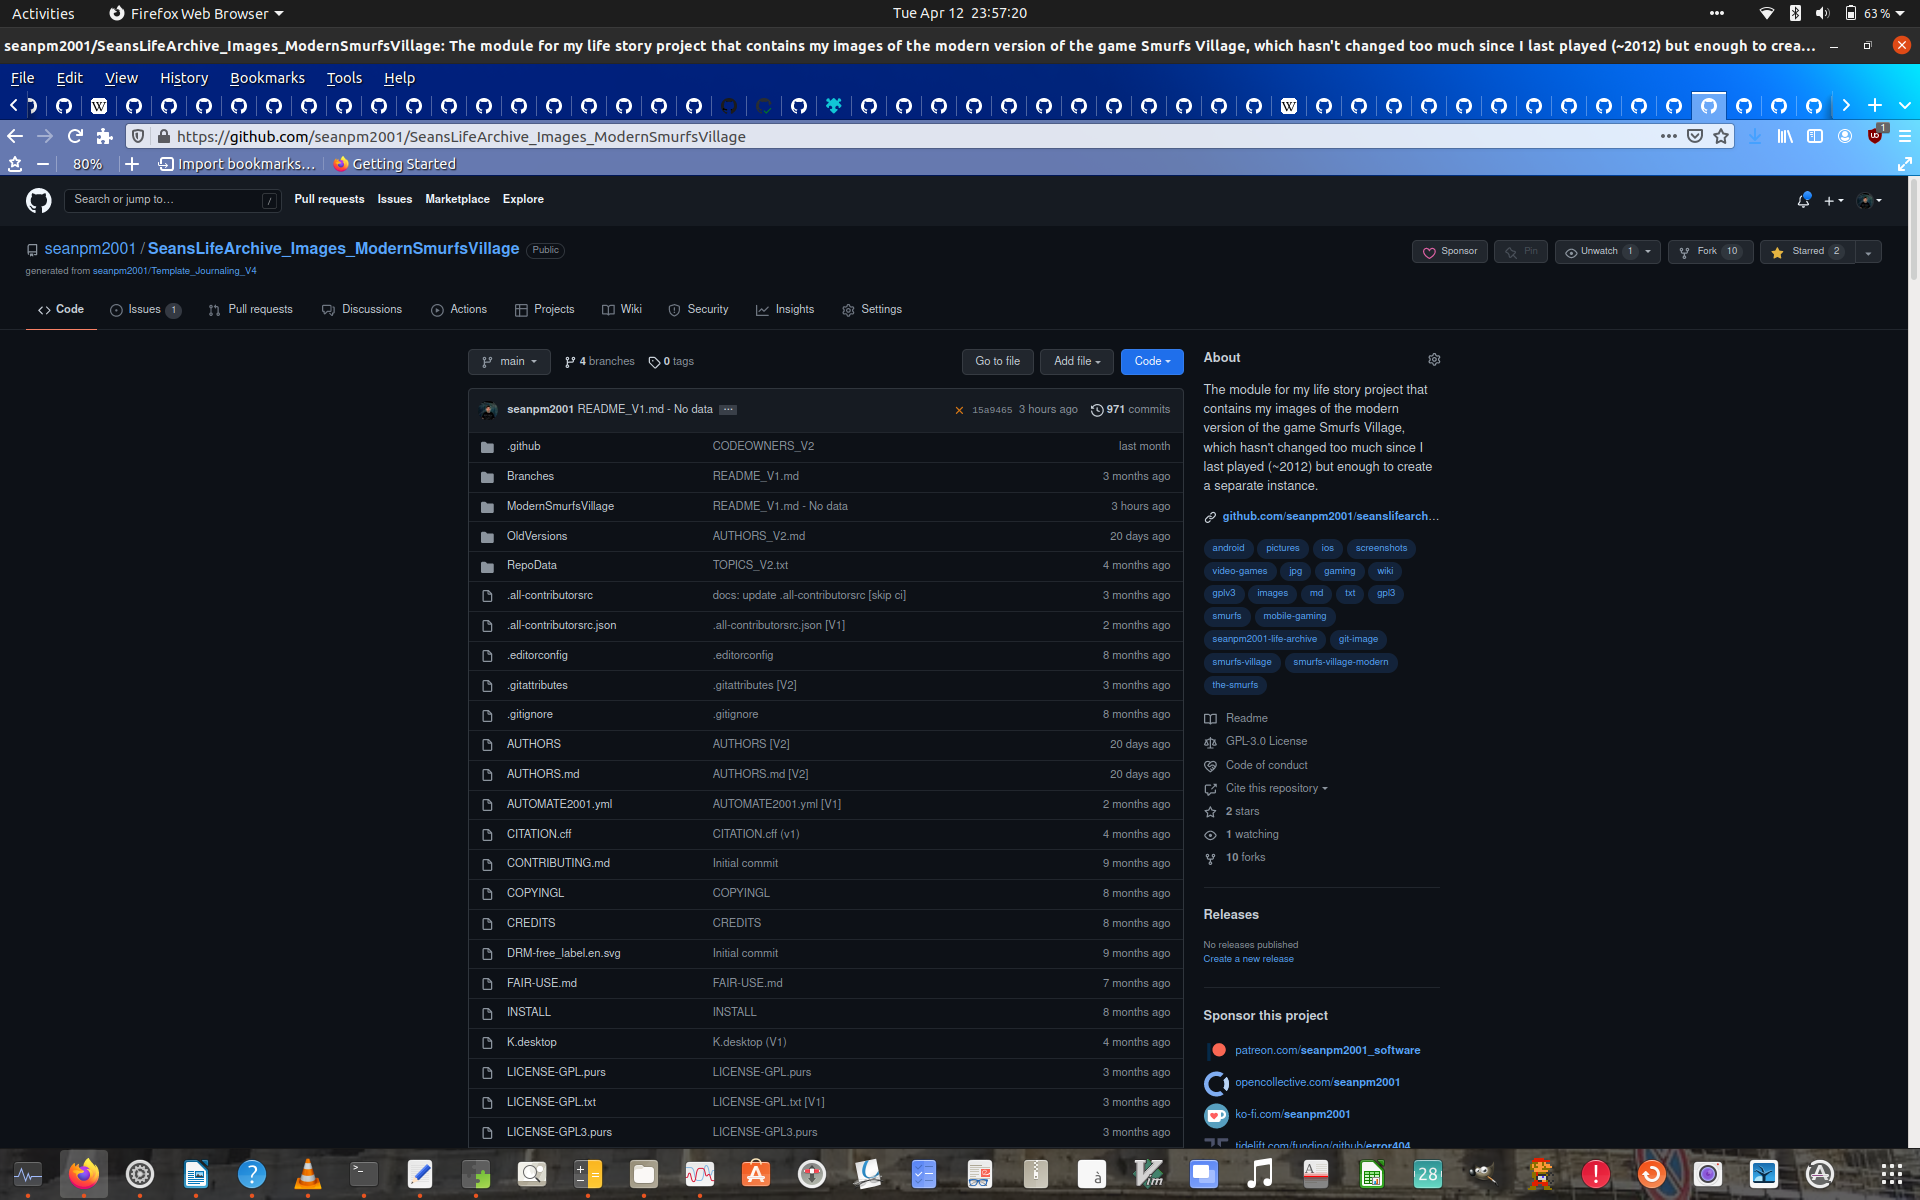 Activities
Firefox Web Browser
Tue Apr 12 23:57:20
63 %
seanpm2001/SeansLifeArchive_Images_ModernSmurfsVillage: The module for my life story project that contains my images of the modern version of the game Smurfs Village, which hasn't changed too much since I last played (~2012) but enough to crea...
File Edit View History Bookmarks Tools Help
https://github.com/seanpm2001/SeansLifeArchive_Images_ModernSmurfsVillage
1
80%
Import bookmarks...
Getting Started
Search or jump to...
/
Pull requests Issues Marketplace Explore
seanpm2001 / SeansLifeArchive_Images_ModernSmurfsVillage Public
generated from seanpm2001/Template_Journaling_V4
Sponsor Pin Unwatch 1 Fork 10 Starred 2
Code Issues 1 Pull requests Discussions Actions Projects Wiki Security Insights Settings
main 4 branches 0 tags Go to file Add file Code
seanpm2001 README_V1.md - No data 15a9465 3 hours ago 971 commits
.github CODEOWNERS_V2 last month
Branches README_V1.md 3 months ago
ModernSmurfsVillage README_V1.md - No data 3 hours ago
OldVersions AUTHORS_V2.md 20 days ago
RepoData TOPICS_V2.txt 4 months ago
.all-contributorsrc docs: update .all-contributorsrc [skip ci] 3 months ago
.all-contributorsrc.json .all-contributorsrc.json [V1] 2 months ago
.editorconfig .editorconfig 8 months ago
.gitattributes .gitattributes [V2] 3 months ago
.gitignore .gitignore 8 months ago
AUTHORS AUTHORS [V2] 20 days ago
AUTHORS.md AUTHORS.md [V2] 20 days ago
AUTOMATE2001.yml AUTOMATE2001.yml [V1] 2 months ago
CITATION.cff CITATION.cff (v1) 4 months ago
CONTRIBUTING.md Initial commit 9 months ago
COPYINGL COPYINGL 8 months ago
CREDITS CREDITS 8 months ago
DRM-free_label.en.svg Initial commit 9 months ago
FAIR-USE.md FAIR-USE.md 7 months ago
INSTALL INSTALL 8 months ago
K.desktop K.desktop (V1) 4 months ago
LICENSE-GPL.purs LICENSE-GPL.purs 3 months ago
LICENSE-GPL.txt LICENSE-GPL.txt [V1] 3 months ago
LICENSE-GPL3.purs LICENSE-GPL3.purs 3 months ago
About
The module for my life story project that
contains my images of the modern
version of the game Smurfs Village,
which hasn't changed too much since I
last played (~2012) but enough to create
a separate instance.
github.com/seanpm2001/seanslifearch...
android pictures ios screenshots
video-games jpg gaming wiki
gplv3 images md txt gpl3
smurfs mobile-gaming
seanpm2001-life-archive git-image
smurfs-village smurfs-village-modern
the-smurfs
Readme
GPL-3.0 License
Code of conduct
Cite this repository
2 stars
1 watching
10 forks
Releases
No releases published
Create a new release
Sponsor this project
patreon.com/seanpm2001_software
opencollective.com/seanpm2001
ko-fi.com/seanpm2001
tidelift.com/funding/github/error404
28